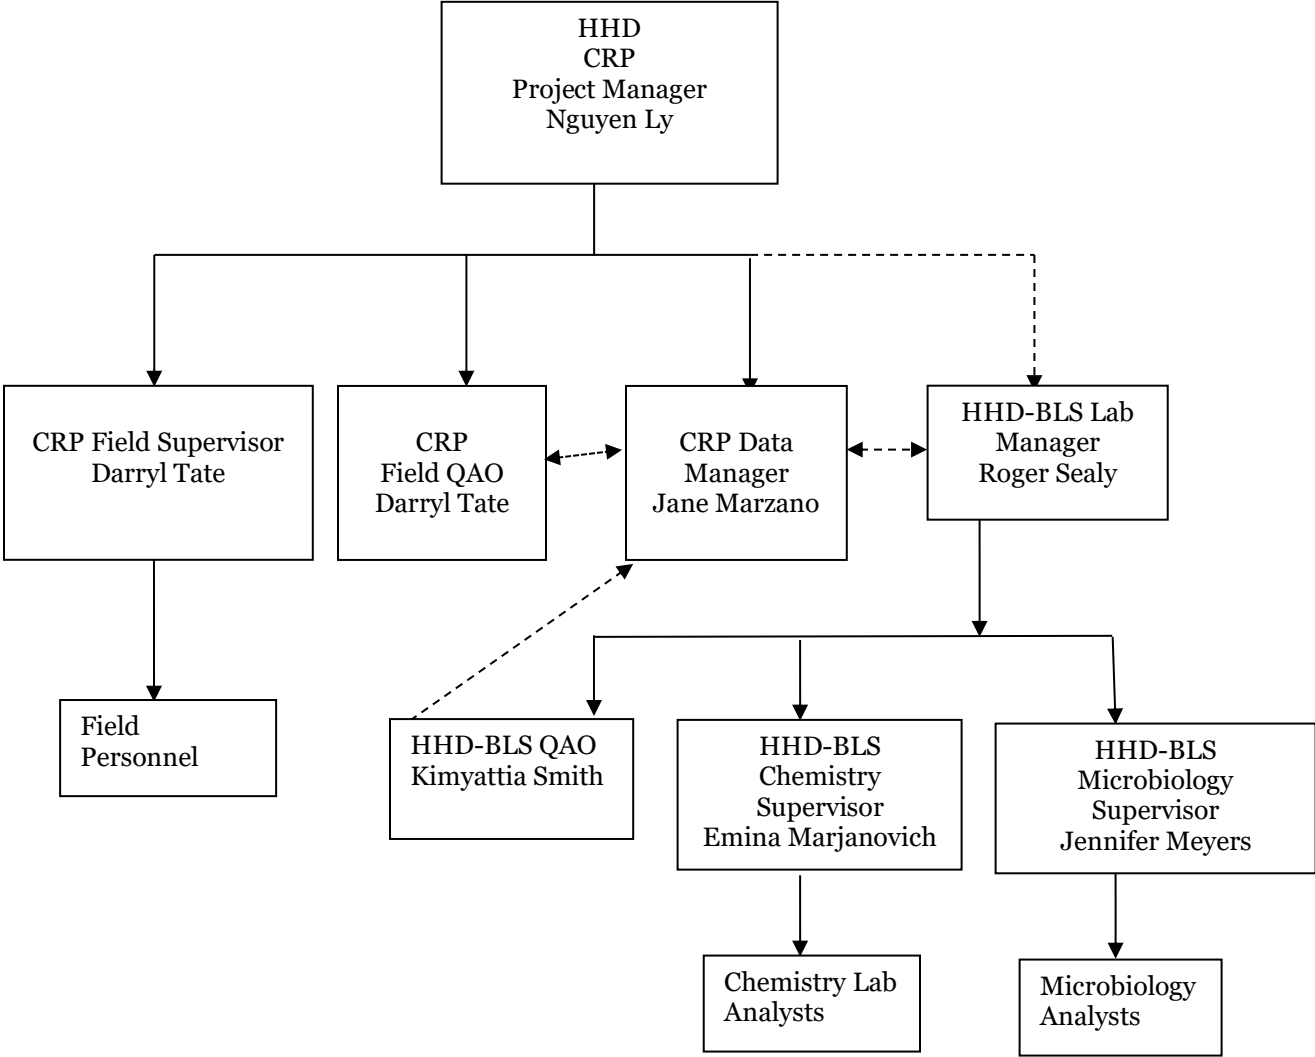 HHD
CRP
Project Manager
Nguyen Ly
CRP Field Supervisor
Darryl Tate
CRP
Field QAO
Darryl Tate
CRP Data
Manager
Jane Marzano
HHD-BLS Lab
Manager
Roger Sealy
Field
Personnel
HHD-BLS QAO
Kimyattia Smith
HHD-BLS
Chemistry
Supervisor
Emina Marjanovich
HHD-BLS
Microbiology
Supervisor
Jennifer Meyers
Chemistry Lab
Analysts
Microbiology
Analysts